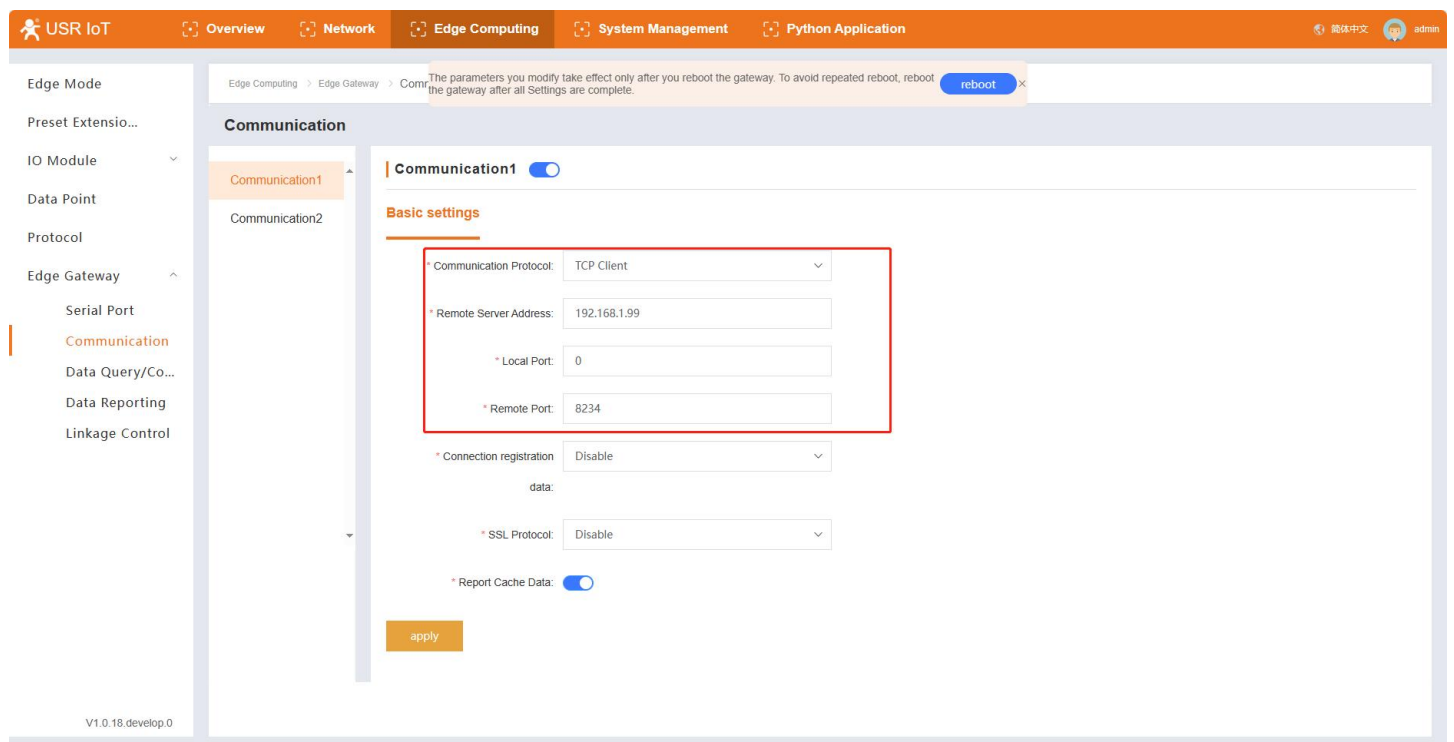 USR IoT
Overview
Network
Edge Computing
System Management
Python Application
简体中文
admin
Edge Mode
Preset Extensio...
IO Module
Data Point
Protocol
Edge Gateway
Serial Port
Communication
Data Query/Co...
Data Reporting
Linkage Control
V1.0.18.develop.0
Edge Computing > Edge Gateway > Comr
The parameters you modify take effect only after you reboot the gateway. To avoid repeated reboot, reboot
the gateway after all Settings are complete.
reboot
×
Communication
Communication1
Communication2
Communication1
Basic settings
* Communication Protocol: TCP Client
* Remote Server Address: 192.168.1.99
* Local Port: 0
* Remote Port: 8234
* Connection registration Disable
data:
* SSL Protocol: Disable
* Report Cache Data:
apply